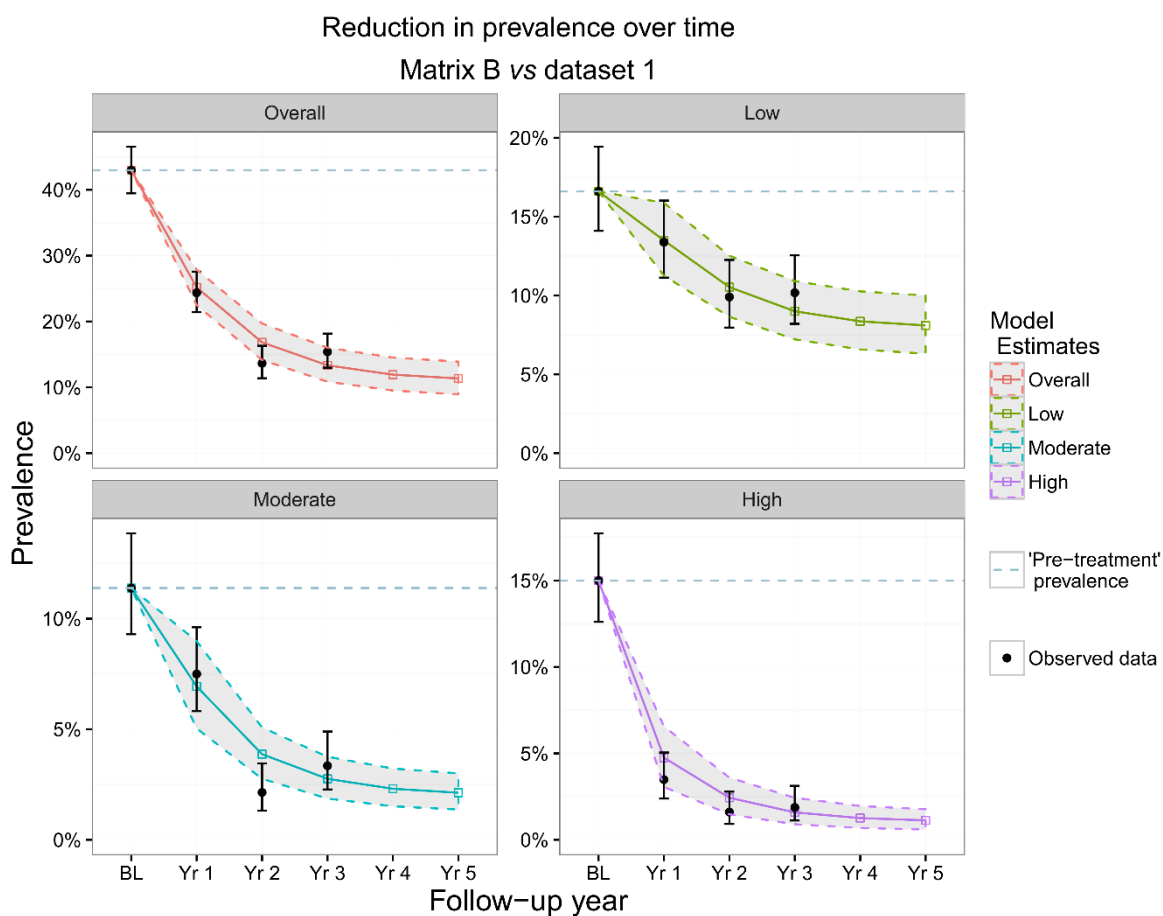 Reduction in prevalence over time
Matrix B vs dataset 1
Overall
Low
40%
30%
20%
10%
0%
20%
15%
10%
5%
0%
Moderate
High
10%
5%
0%
15%
10%
5%
0%
BL Yr 1 Yr 2 Yr 3 Yr 4 Yr 5
BL Yr 1 Yr 2 Yr 3 Yr 4 Yr 5
Prevalence
Follow−up year
Model
Estimates
Overall
Low
Moderate
High
'Pre−treatment'
prevalence
Observed data